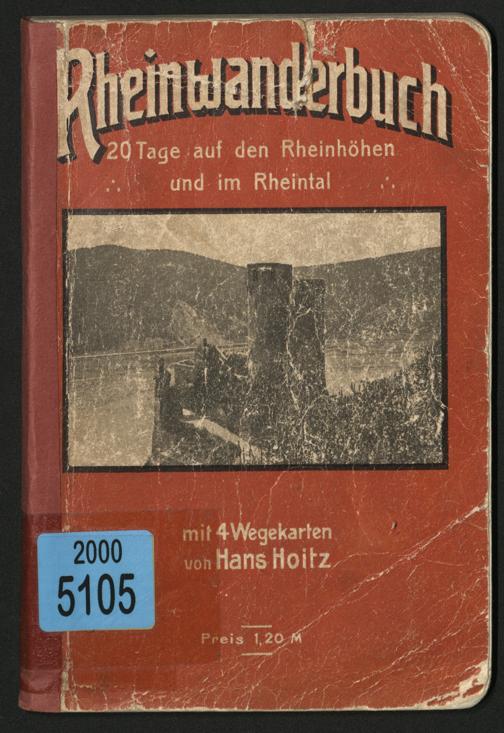 Rheinwanderbuch
20 Tage auf den Rheinhöhen
und im Rheintal
mit 4 Wegekarten
von Hans Hoitz
2000
5105
Preis 1,20 M